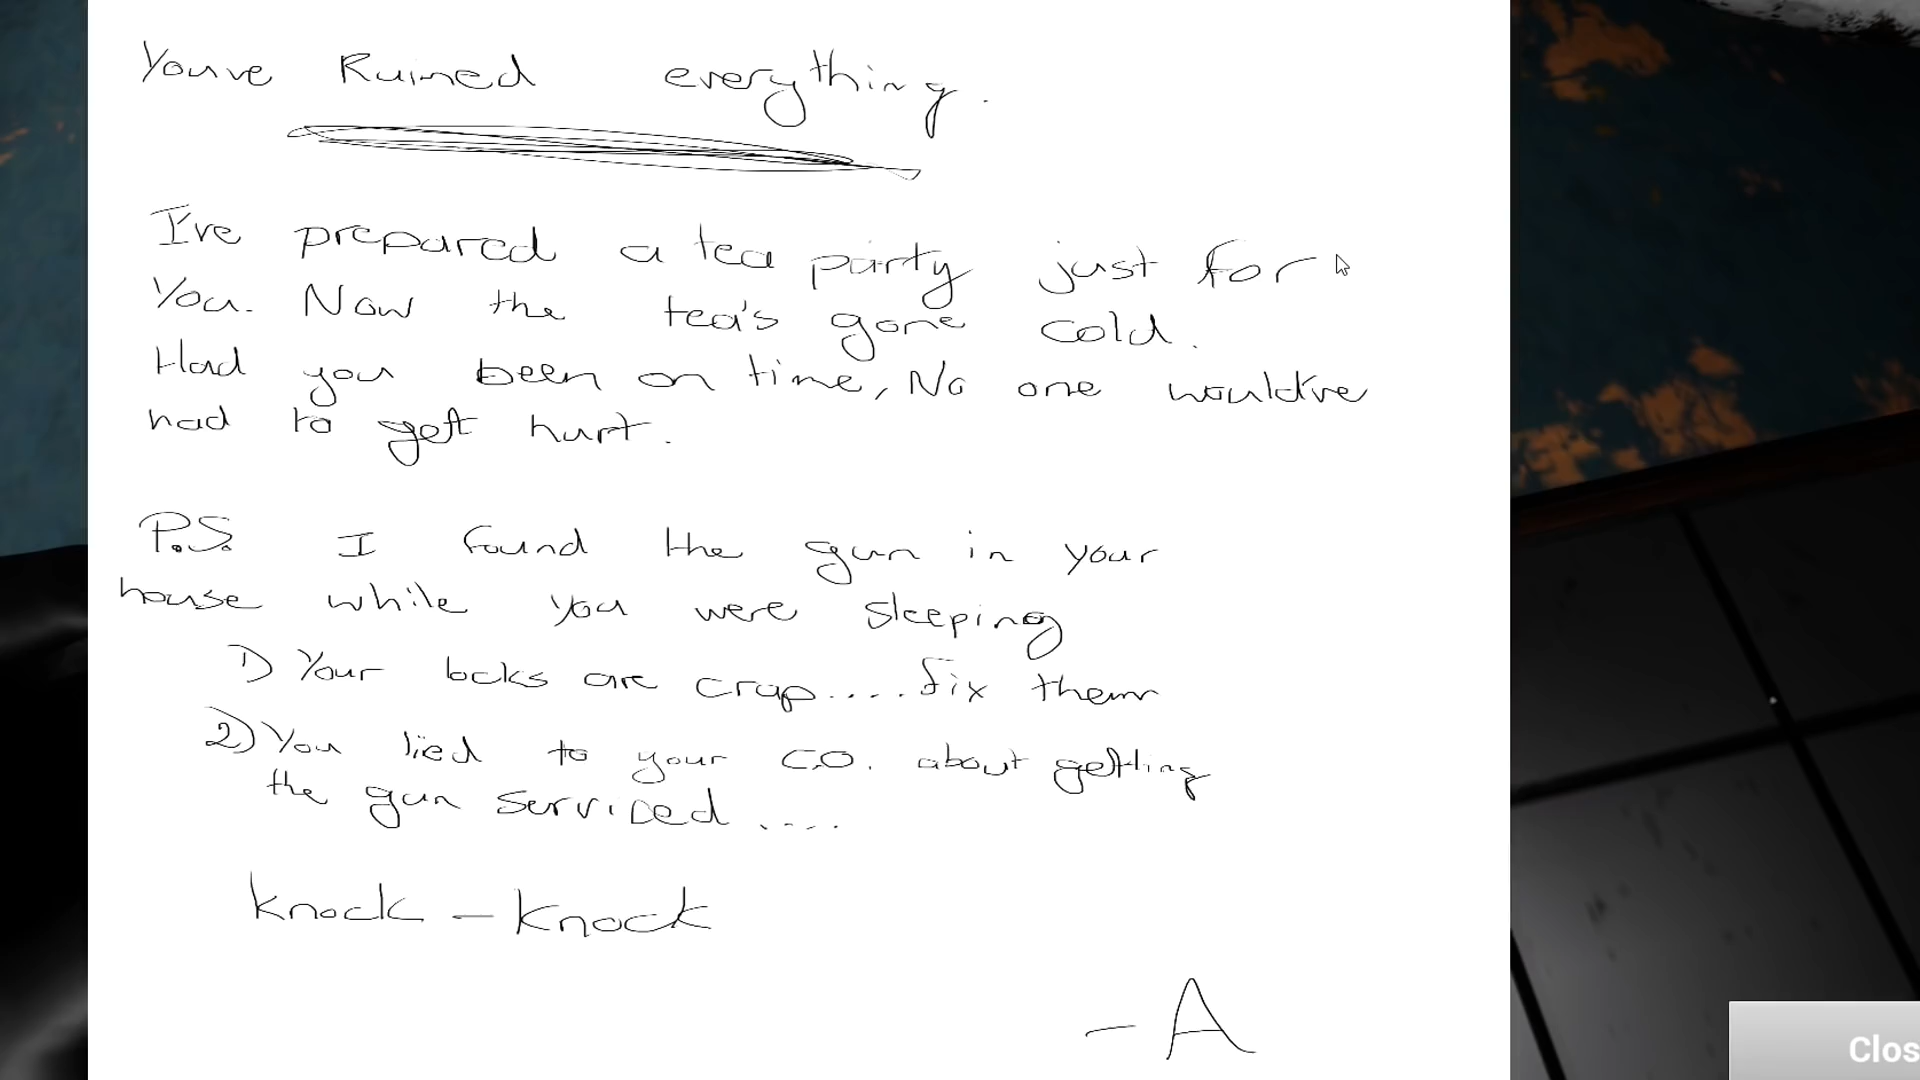 Youve Ruined everything.
I've prepared a tea party just for
You. Now the tea's gone cold.
Had you been on time, No one would've
had to get hurt.
P.S. I found the gun in your
house while you were sleeping
1) Your locks are crap.... fix them
2) You lied to your C.O. about getting
the gun serviced ....
knock - knock
- A
Clos